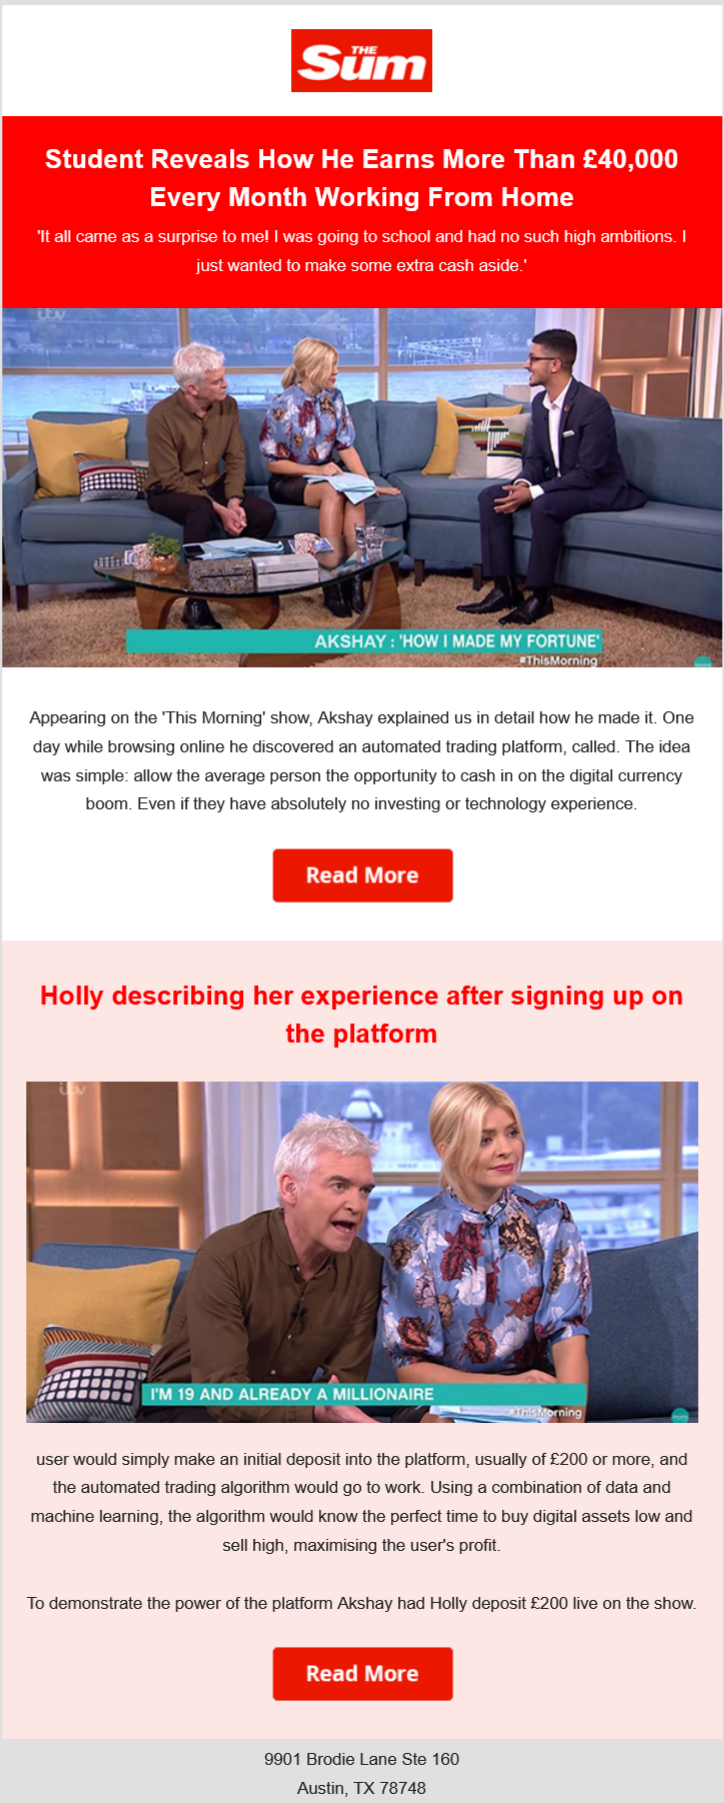 THE
Sum
Student Reveals How He Earns More Than £40,000
Every Month Working From Home
'It all came as a surprise to me! I was going to school and had no such high ambitions. I
just wanted to make some extra cash aside.'
itv
AKSHAY : 'HOW I MADE MY FORTUNE'
#ThisMorning
Appearing on the 'This Morning' show, Akshay explained us in detail how he made it. One
day while browsing online he discovered an automated trading platform, called. The idea
was simple: allow the average person the opportunity to cash in on the digital currency
boom. Even if they have absolutely no investing or technology experience.
Read More
Holly describing her experience after signing up on
the platform
itv
I'M 19 AND ALREADY A MILLIONAIRE
#ThisMorning
user would simply make an initial deposit into the platform, usually of £200 or more, and
the automated trading algorithm would go to work. Using a combination of data and
machine learning, the algorithm would know the perfect time to buy digital assets low and
sell high, maximising the user's profit.
To demonstrate the power of the platform Akshay had Holly deposit £200 live on the show.
Read More
9901 Brodie Lane Ste 160
Austin, TX 78748